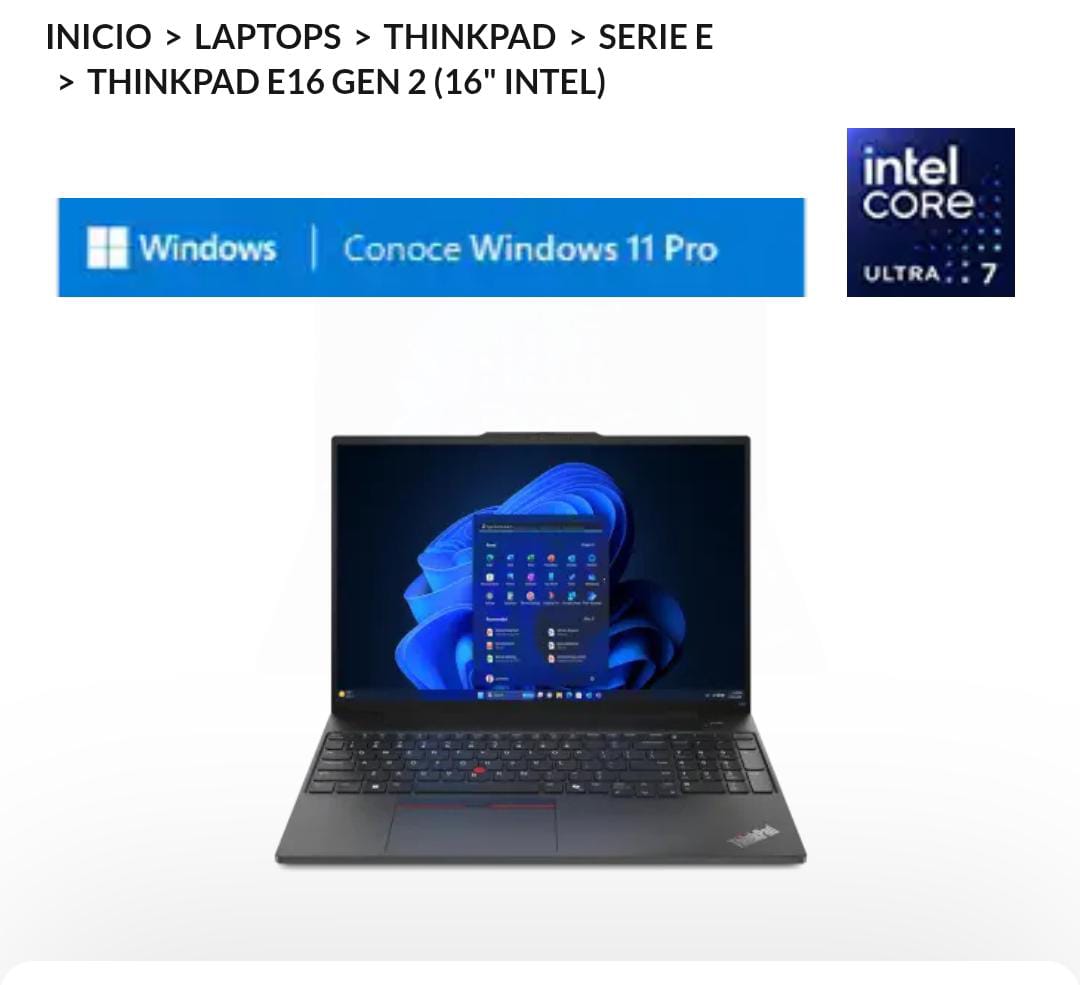 INICIO > LAPTOPS > THINKPAD > SERIE E
> THINKPAD E16 GEN 2 (16" INTEL)
intel
CORE
ULTRA 7
Windows | Conoce Windows 11 Pro
ThinkPad